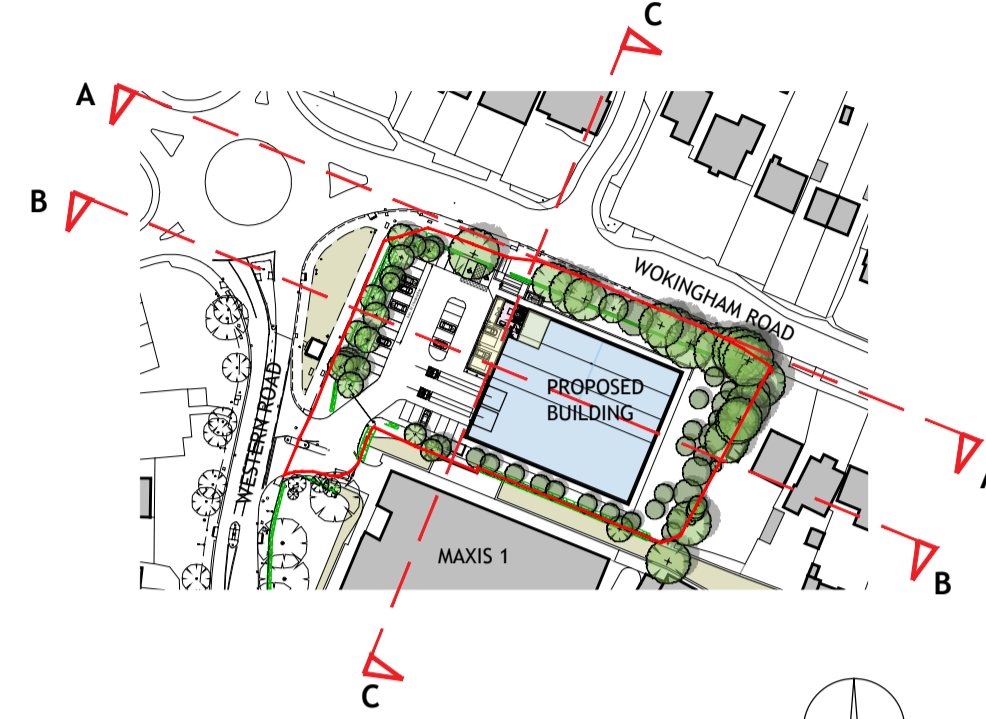 C
A
B
WOKINGHAM ROAD
PROPOSED
BUILDING
WESTERN ROAD
MAXIS 1
B
C